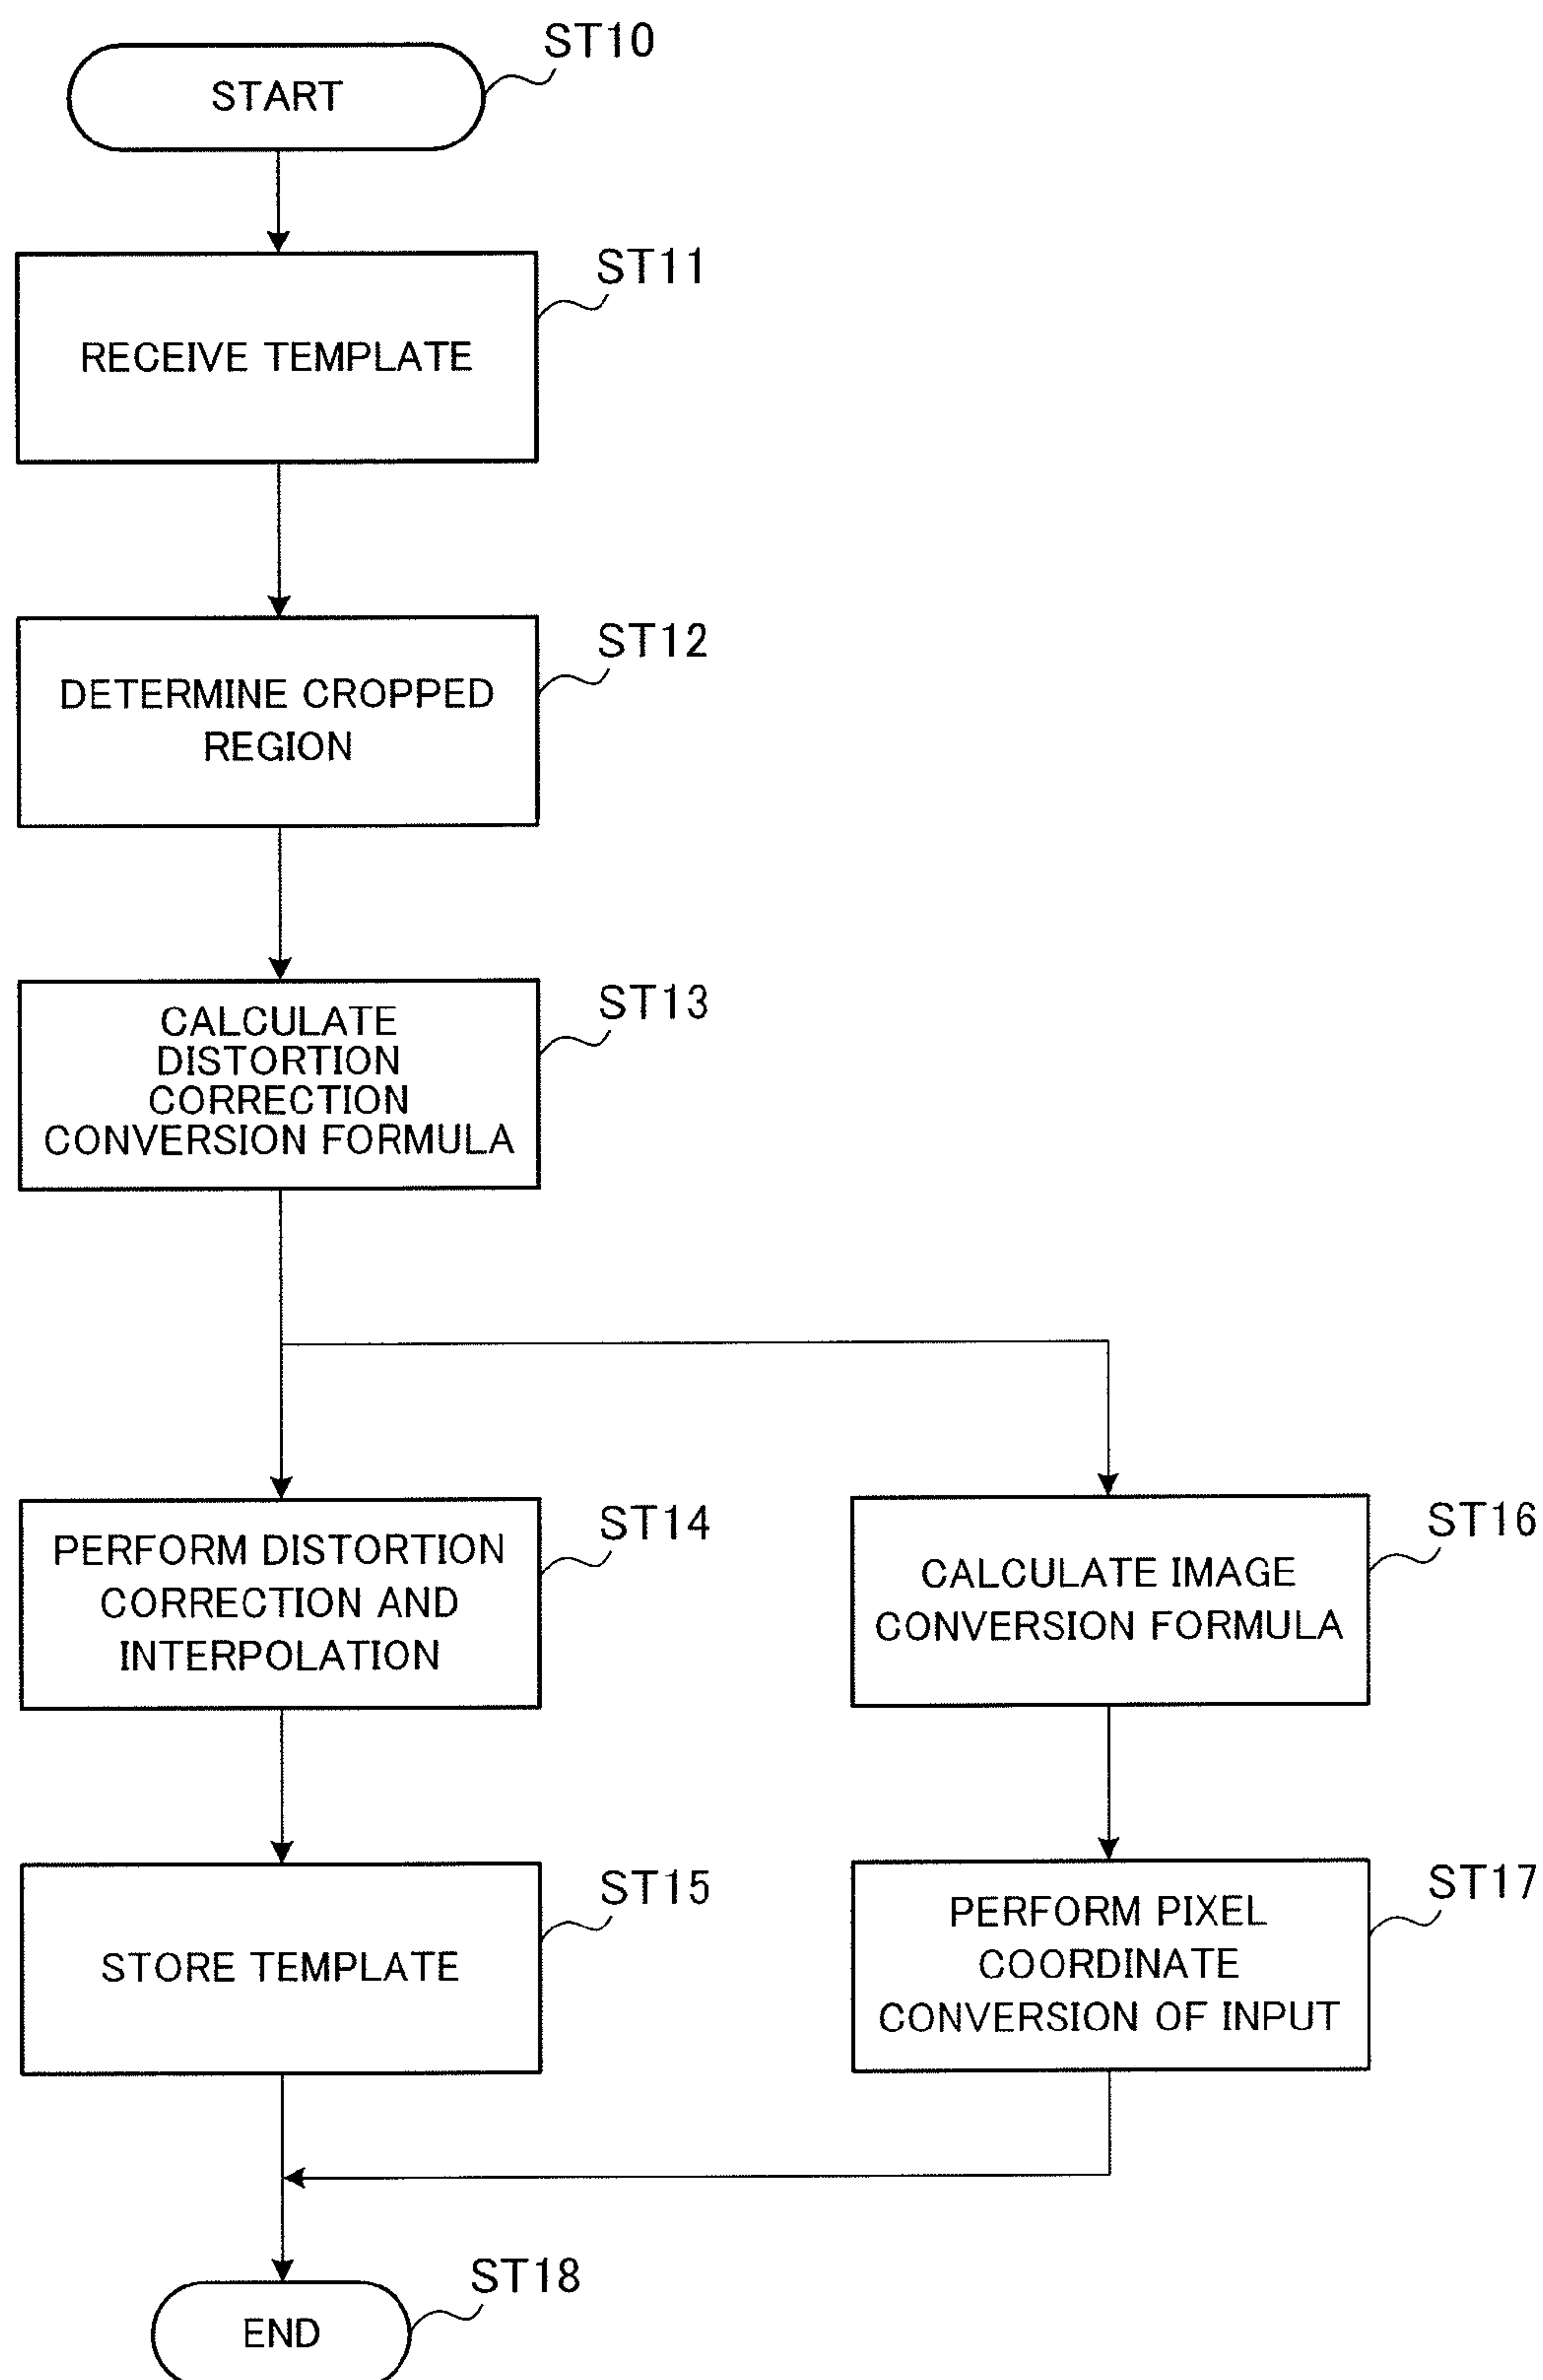 ST10
START
ST11
RECEIVE TEMPLATE
ST12
DETERMINE CROPPED
REGION
ST13
CALCULATE
DISTORTION
CORRECTION
CONVERSION FORMULA
ST14
PERFORM DISTORTION
CORRECTION AND
INTERPOLATION
ST16
CALCULATE IMAGE
CONVERSION FORMULA
ST15
STORE TEMPLATE
ST17
PERFORM PIXEL
COORDINATE
CONVERSION OF INPUT
ST18
END